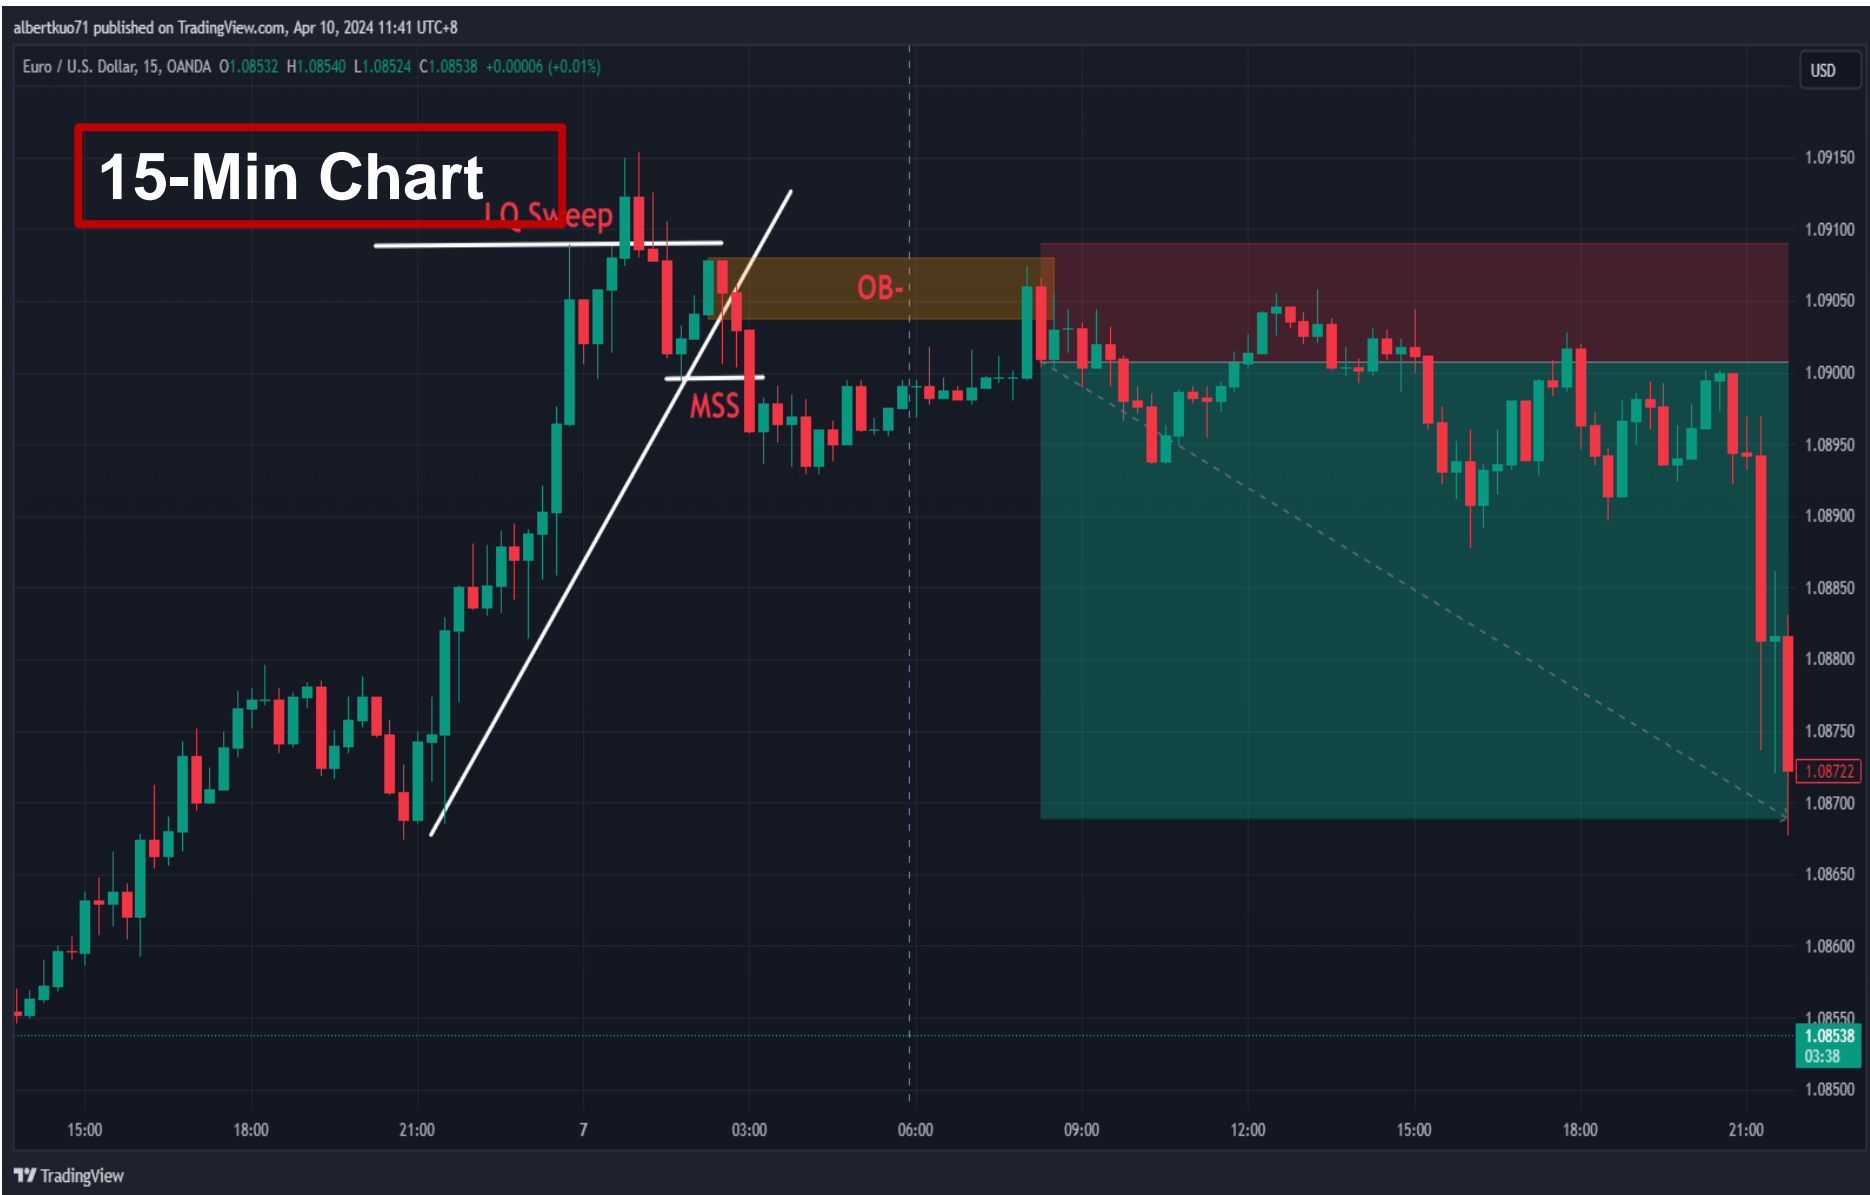 albertkuo71 published on TradingView.com, Apr 10, 2024 11:41 UTC+8
Euro / U.S. Dollar, 15, OANDA O1.08532 H1.08540 L1.08524 C1.08538 +0.00006 (+0.01%)
USD
15-Min Chart
LQ Sweep
OB-
MSS
1.09150
1.09100
1.09050
1.09000
1.08950
1.08900
1.08850
1.08800
1.08750
1.08722
1.08700
1.08650
1.08600
1.08550
1.08538
03:38
1.08500
15:00 18:00 21:00 7 03:00 06:00 09:00 12:00 15:00 18:00 21:00
TradingView